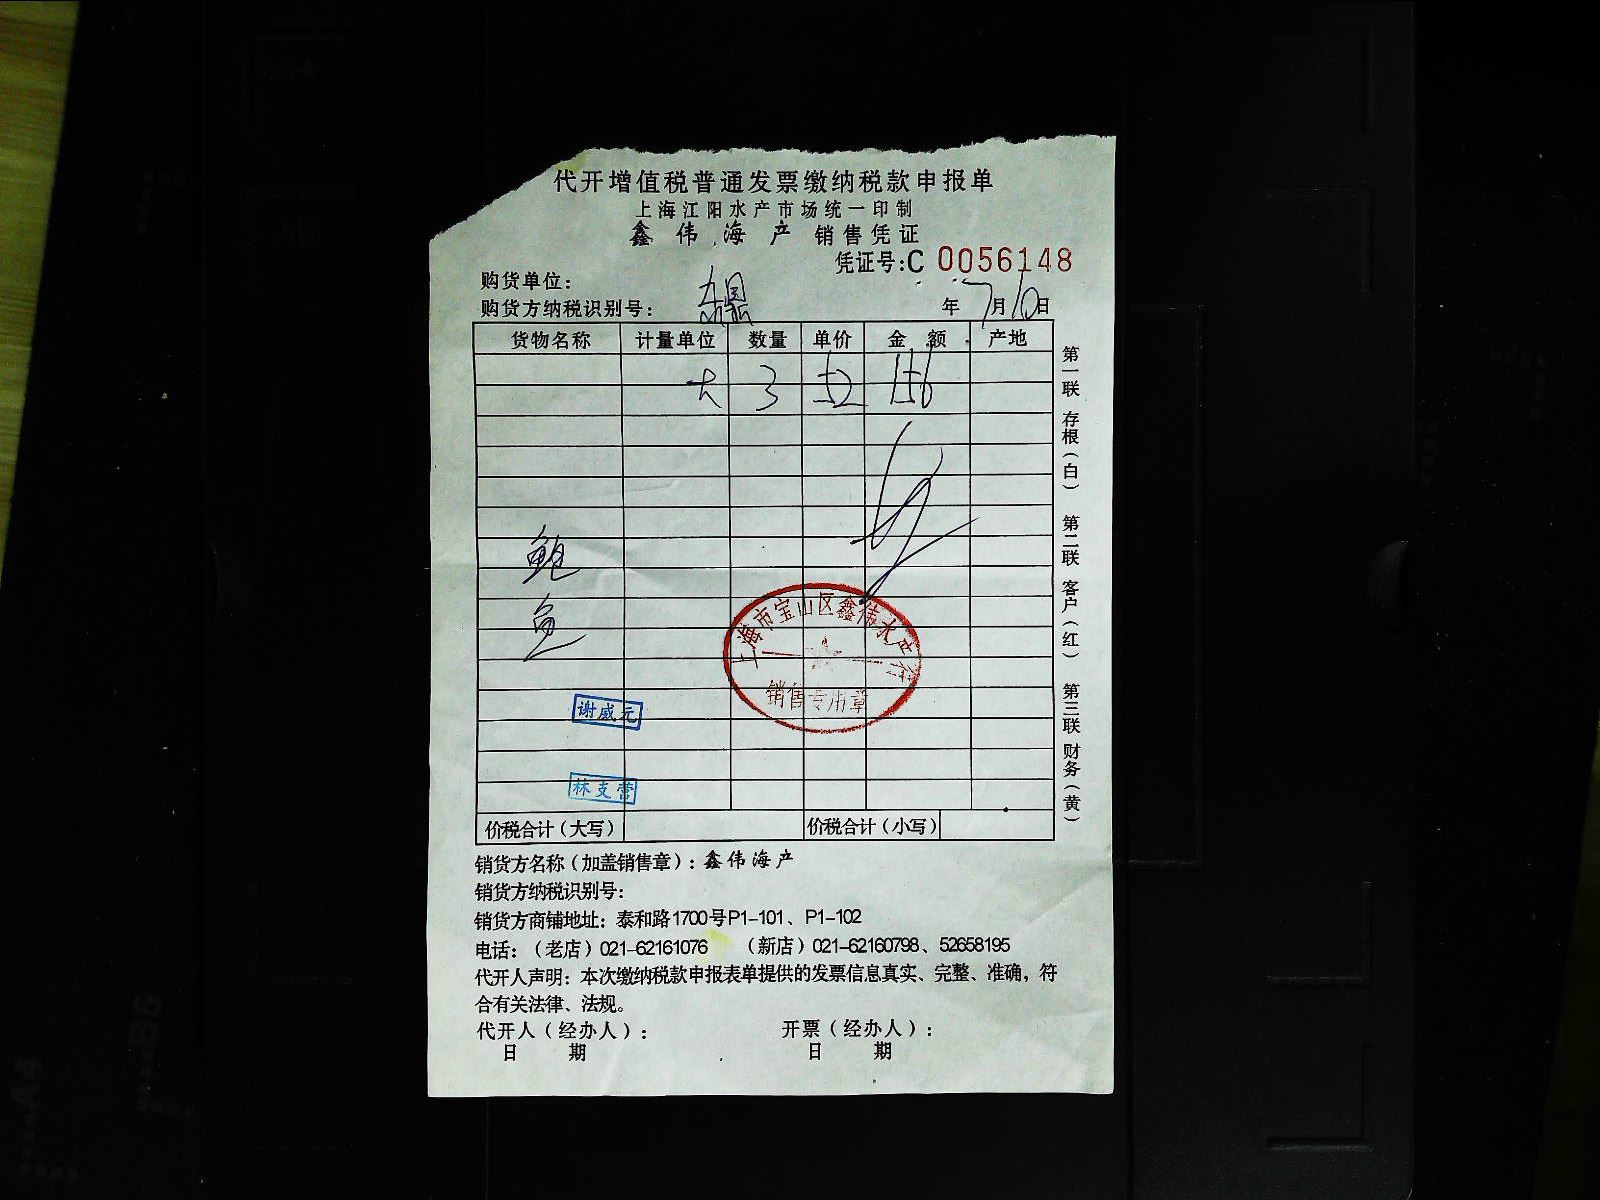 代开增值税普通发票缴纳税款申报单
上海江阳水产市场统一印制
鑫伟海产 销售凭证
凭证号:C 0056148
购货单位:
购货方纳税识别号: 年 7月10日
货物名称 计量单位 数量 单价 金额 产地
大 3 52 156
鲍
鱼
上海市宝山区鑫伟水产行
销售专用章
谢威元
林支营
价税合计(大写) 价税合计(小写)
销货方名称(加盖销售章):鑫伟海产
销货方纳税识别号:
销货方商铺地址:泰和路1700号P1-101、P1-102
电话:(老店)021-62161076 (新店)021-62160798、52658195
代开人声明:本次缴纳税款申报表单提供的发票信息真实、完整、准确,符
合有关法律、法规。
代开人(经办人): 开票(经办人):
日 期 日 期
第一联 存根(白) 第二联 客户(红) 第三联 财务(黄)